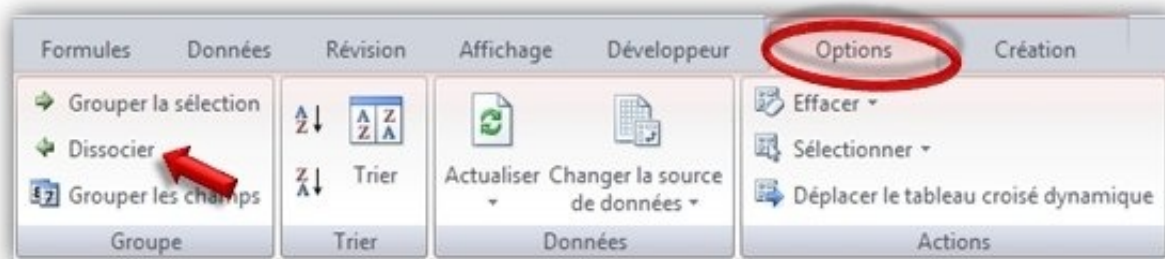 Formules Données Révision Affichage Développeur Options Création
Grouper la sélection
Dissocier
Grouper les champs
Groupe
Trier
Trier
Actualiser
Changer la source
de données
Données
Effacer
Sélectionner
Déplacer le tableau croisé dynamique
Actions